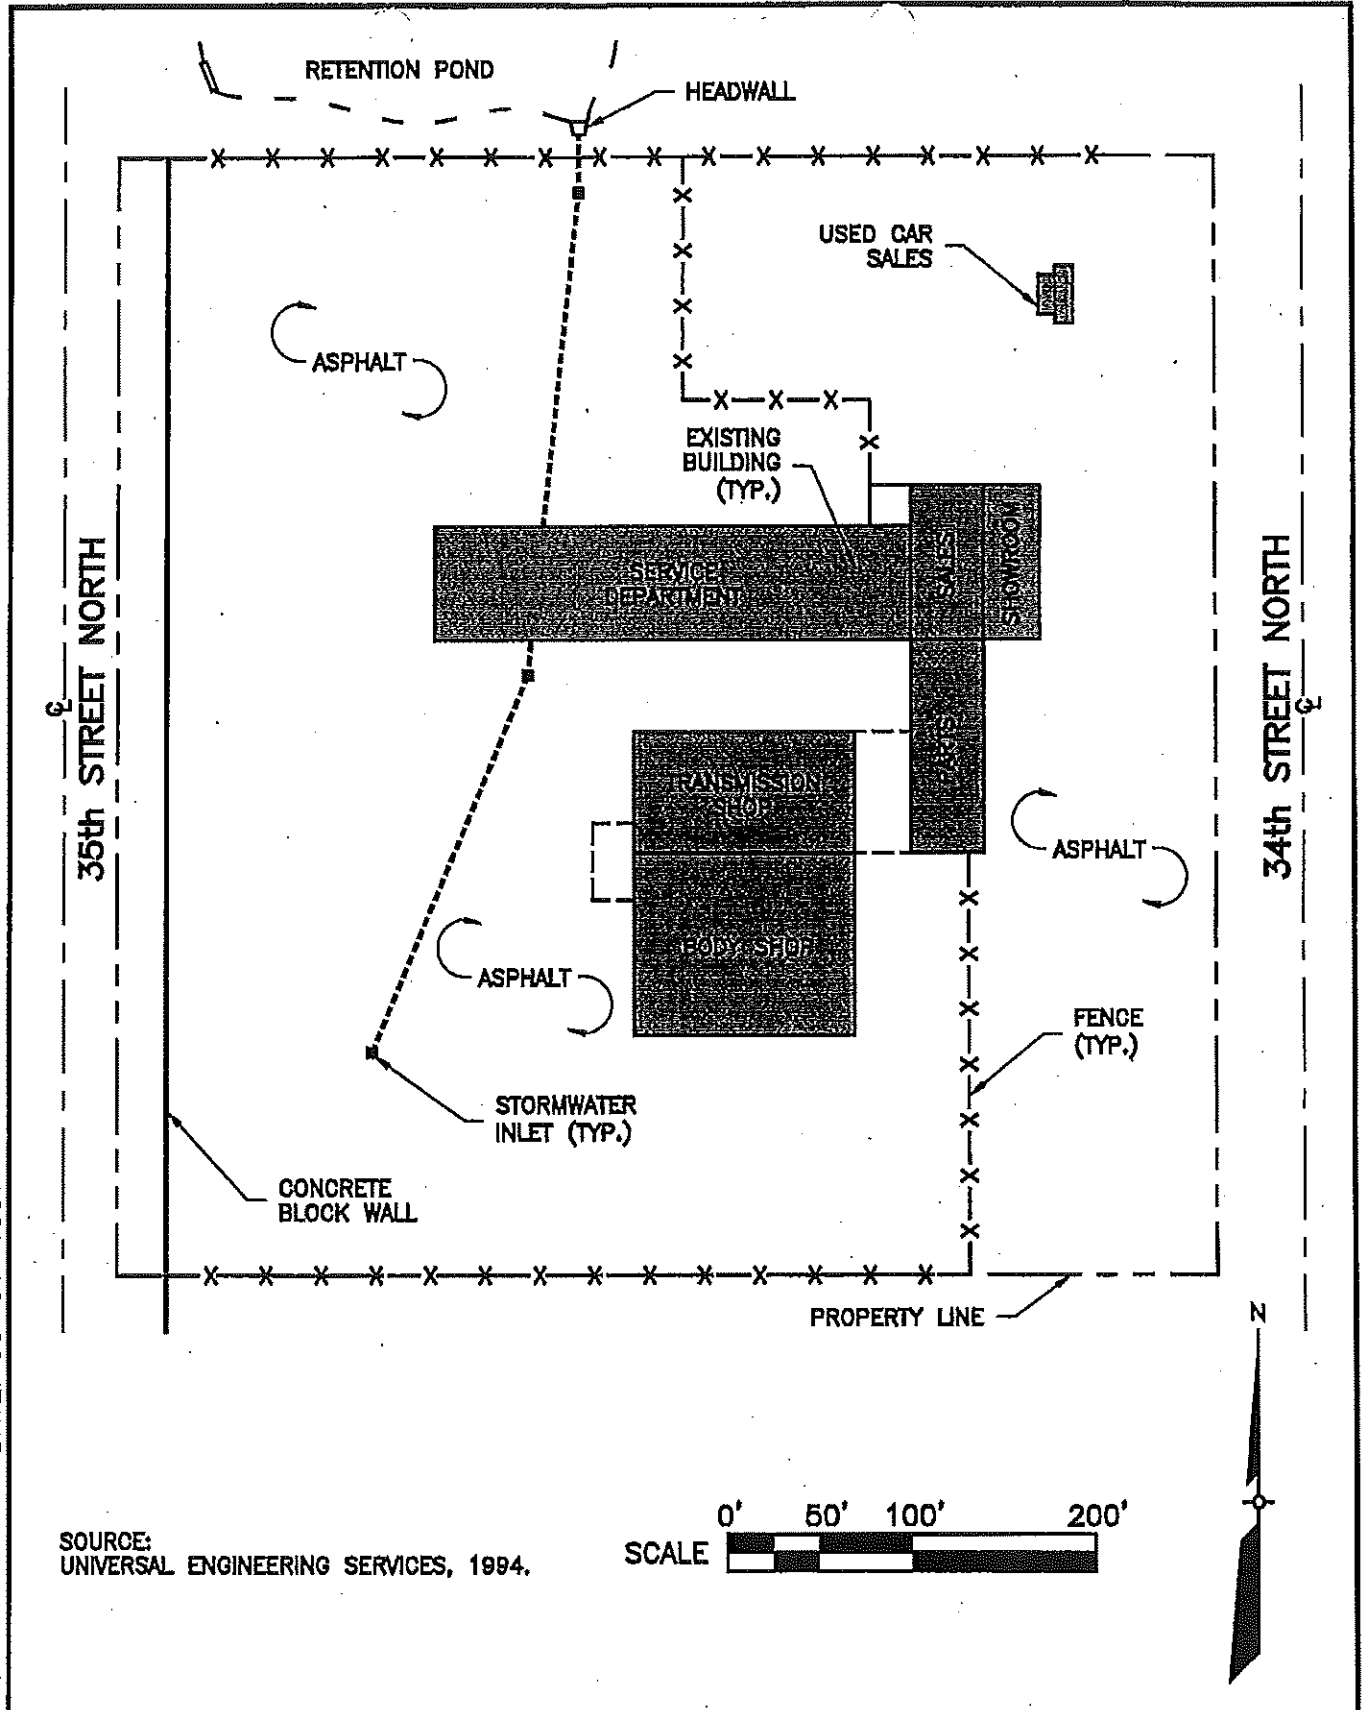 RETENTION POND
HEADWALL
USED CAR
SALES
ASPHALT
EXISTING
BUILDING
(TYP.)
SERVICE
DEPARTMENT
SALES
SHOWROOM
35th STREET NORTH
℄
34th STREET NORTH
℄
PARTS
TRANSMISSION
SHOP
ASPHALT
BODY SHOP
ASPHALT
FENCE
(TYP.)
STORMWATER
INLET (TYP.)
CONCRETE
BLOCK WALL
PROPERTY LINE
N
SOURCE:
UNIVERSAL ENGINEERING SERVICES, 1994.
SCALE
0' 50' 100' 200'